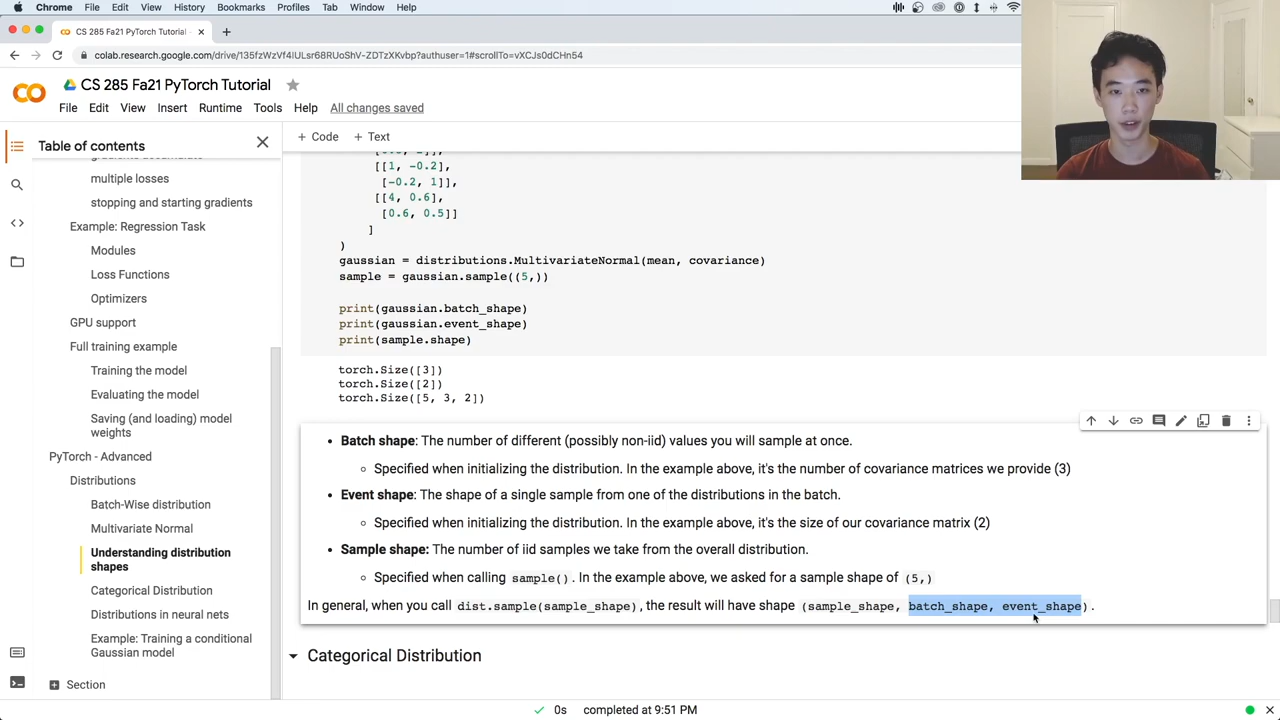 Chrome File Edit View History Bookmarks Profiles Tab Window Help
CS 285 Fa21 PyTorch Tutorial
colab.research.google.com/drive/135fzWzVf4lULsr68RUoShV-ZDTzXKvbp?authuser=1#scrollTo=vXCJs0dCHn54
CS 285 Fa21 PyTorch Tutorial
File Edit View Insert Runtime Tools Help All changes saved
Table of contents
+ Code + Text
multiple losses
stopping and starting gradients
Example: Regression Task
Modules
Loss Functions
Optimizers
GPU support
Full training example
Training the model
Evaluating the model
Saving (and loading) model
weights
PyTorch - Advanced
Distributions
Batch-Wise distribution
Multivariate Normal
Understanding distribution
shapes
Categorical Distribution
Distributions in neural nets
Example: Training a conditional
Gaussian model
Section
[[1, -0.2],
[-0.2, 1]],
[[4, 0.6],
[0.6, 0.5]]
]
)
gaussian = distributions.MultivariateNormal(mean, covariance)
sample = gaussian.sample((5,))
print(gaussian.batch_shape)
print(gaussian.event_shape)
print(sample.shape)
torch.Size([3])
torch.Size([2])
torch.Size([5, 3, 2])
• Batch shape: The number of different (possibly non-iid) values you will sample at once.
◦ Specified when initializing the distribution. In the example above, it's the number of covariance matrices we provide (3)
• Event shape: The shape of a single sample from one of the distributions in the batch.
◦ Specified when initializing the distribution. In the example above, it's the size of our covariance matrix (2)
• Sample shape: The number of iid samples we take from the overall distribution.
◦ Specified when calling sample(). In the example above, we asked for a sample shape of (5,)
In general, when you call dist.sample(sample_shape), the result will have shape (sample_shape, batch_shape, event_shape).
Categorical Distribution
0s completed at 9:51 PM